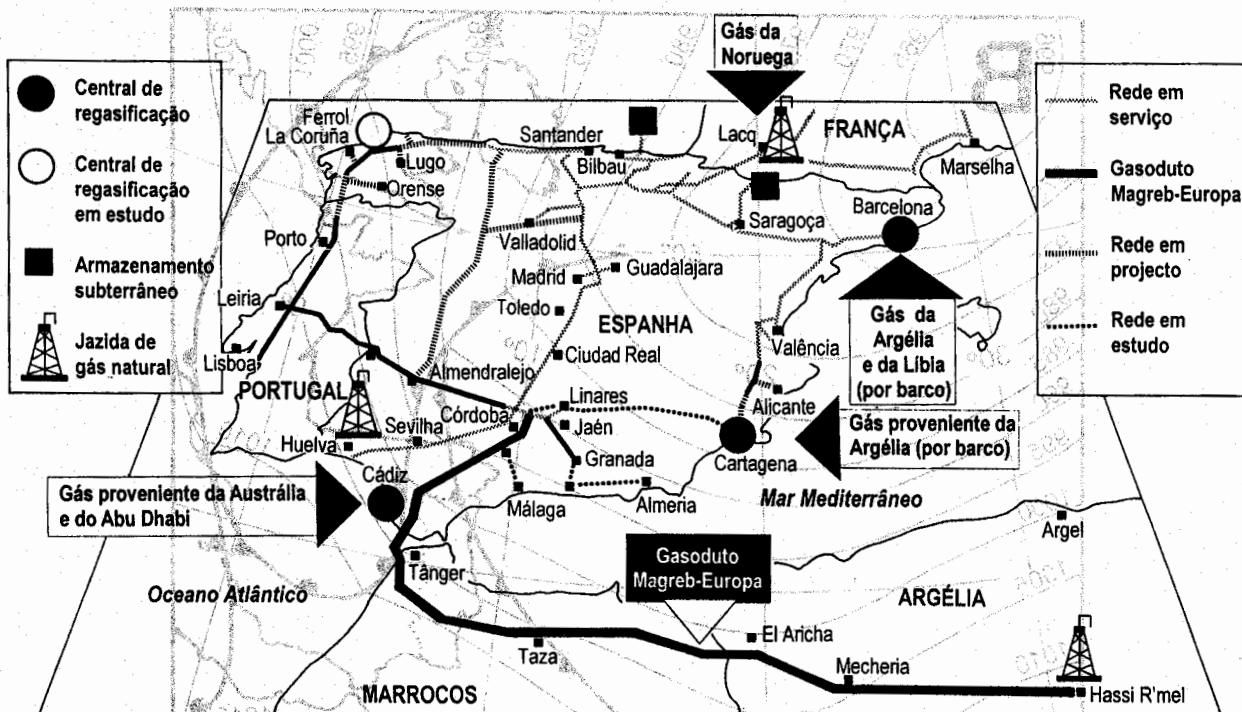 Central de
regasificação
Central de
regasificação
em estudo
Armazenamento
subterrâneo
Jazida de
gás natural
Gás da
Noruega
Rede em
serviço
Gasoduto
Magreb-Europa
Rede em
projecto
Rede em
estudo
Ferrol
La Coruña
Lugo
Orense
Santander
Bilbau
Lacq
FRANÇA
Marselha
Saragoça
Barcelona
Porto
Valladolid
Madrid
Guadalajara
Toledo
Leiria
Lisboa
ESPANHA
Ciudad Real
Valência
Gás da
Argélia
e da Líbia
(por barco)
PORTUGAL
Almendralejo
Linares
Alicante
Córdoba
Jaén
Sevilha
Huelva
Granada
Cartagena
Gás proveniente da
Argélia (por barco)
Cádiz
Gás proveniente da Austrália
e do Abu Dhabi
Málaga
Almeria
Mar Mediterrâneo
Argel
Tânger
Gasoduto
Magreb-Europa
Oceano Atlântico
ARGÉLIA
El Aricha
Taza
Mecheria
MARROCOS
Hassi R'mel